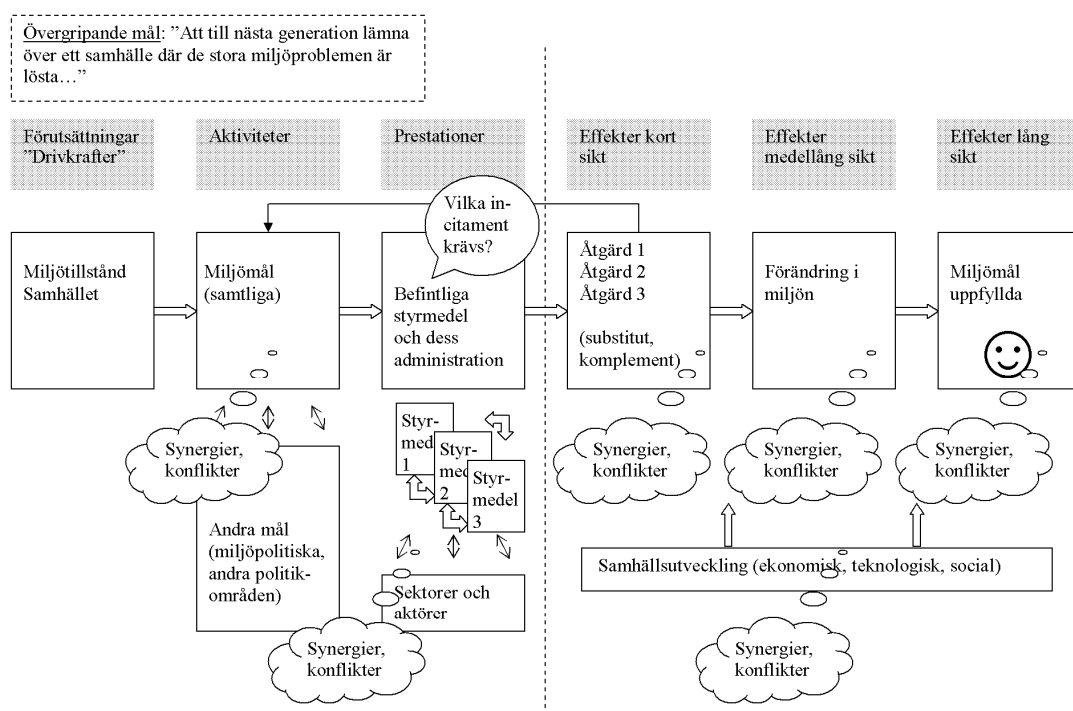 Övergripande mål: ”Att till nästa generation lämna
över ett samhälle där de stora miljöproblemen är
lösta…”
Förutsättningar
”Drivkrafter”
Aktiviteter
Prestationer
Effekter kort
sikt
Effekter
medellång sikt
Effekter lång
sikt
Vilka in-
citament
krävs?
Miljötillstånd
Samhället
Miljömål
(samtliga)
Befintliga
styrmedel
och dess
administration
Åtgärd 1
Åtgärd 2
Åtgärd 3
(substitut,
komplement)
Förändring i
miljön
Miljömål
uppfyllda
Synergier,
konflikter
Styr-
medel
1
Styr-
medel
2
Styr-
medel
3
Synergier,
konflikter
Synergier,
konflikter
Synergier,
konflikter
Andra mål
(miljöpolitiska,
andra politik-
områden)
Sektorer och
aktörer
Samhällsutveckling (ekonomisk, teknologisk, social)
Synergier,
konflikter
Synergier,
konflikter